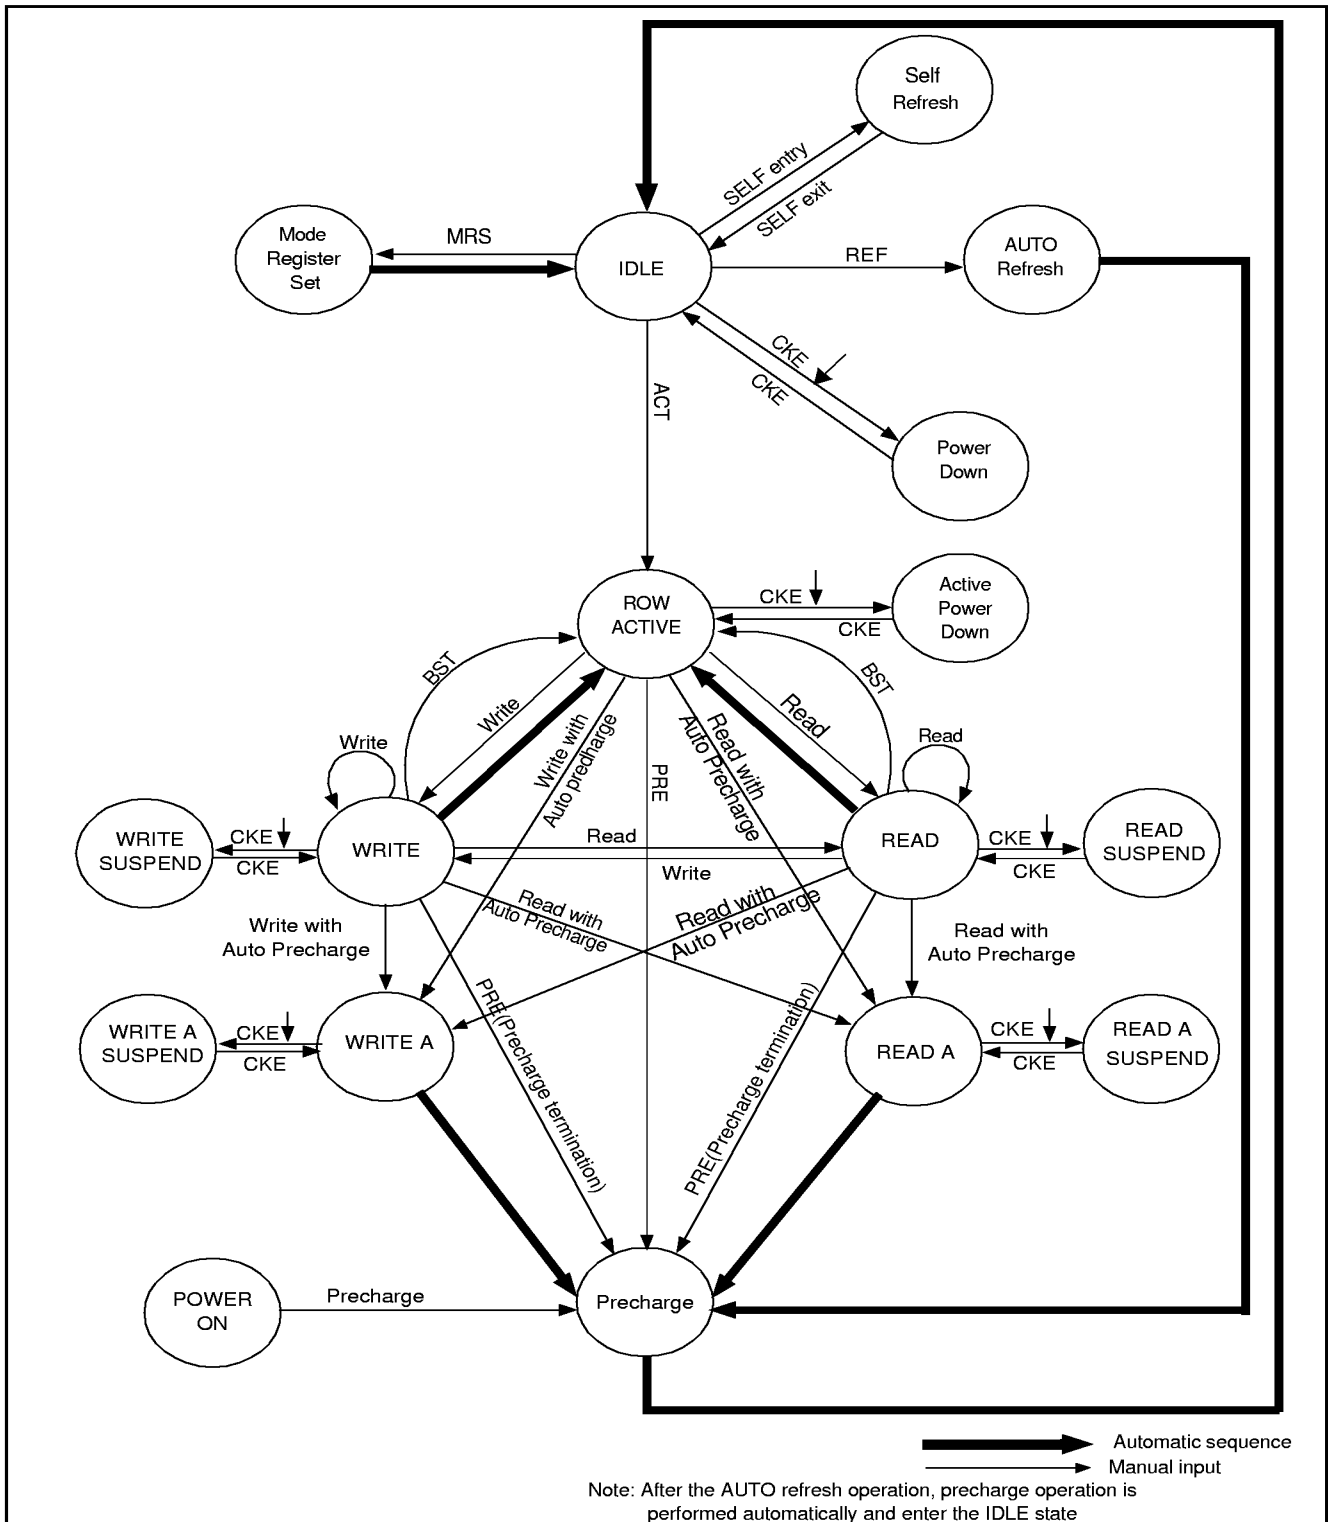 Self
Refresh
SELF entry
SELF exit
Mode
Register
Set
MRS
IDLE
REF
AUTO
Refresh
CKE
CKE
ACT
Power
Down
ROW
ACTIVE
CKE
CKE
Active
Power
Down
BST
Write
Write with
Auto predharge
PRE
Read with
Auto Precharge
Read
BST
Write
Read
WRITE
SUSPEND
CKE
CKE
WRITE
Read
Write
READ
CKE
CKE
READ
SUSPEND
Write with
Auto Precharge
Read with
Auto Precharge
Read with
Auto Precharge
Read with
Auto Precharge
WRITE A
SUSPEND
CKE
CKE
WRITE A
PRE(Precharge termination)
PRE(Precharge termination)
READ A
CKE
CKE
READ A
SUSPEND
POWER
ON
Precharge
Precharge
Automatic sequence
Manual input
Note: After the AUTO refresh operation, precharge operation is
performed automatically and enter the IDLE state